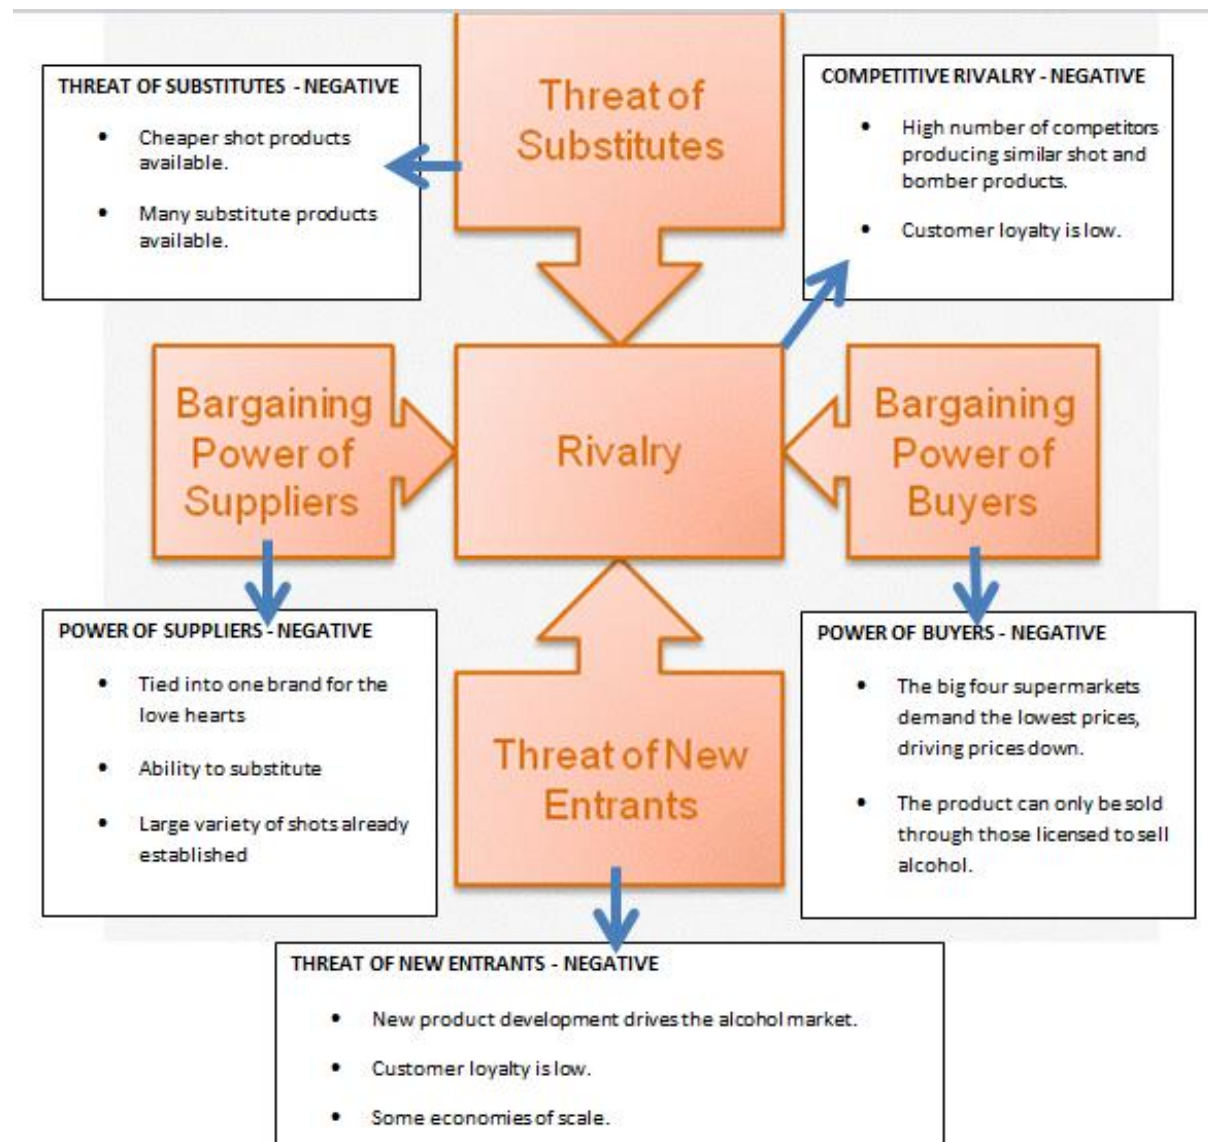 THREAT OF SUBSTITUTES - NEGATIVE
• Cheaper shot products
available.
• Many substitute products
available.
Threat of
Substitutes
COMPETITIVE RIVALRY - NEGATIVE
• High number of competitors
producing similar shot and
bomber products.
• Customer loyalty is low.
Bargaining
Power of
Suppliers
Rivalry
Bargaining
Power of
Buyers
POWER OF SUPPLIERS - NEGATIVE
• Tied into one brand for the
love hearts
• Ability to substitute
• Large variety of shots already
established
Threat of New
Entrants
POWER OF BUYERS - NEGATIVE
• The big four supermarkets
demand the lowest prices,
driving prices down.
• The product can only be sold
through those licensed to sell
alcohol.
THREAT OF NEW ENTRANTS - NEGATIVE
• New product development drives the alcohol market.
• Customer loyalty is low.
• Some economies of scale.